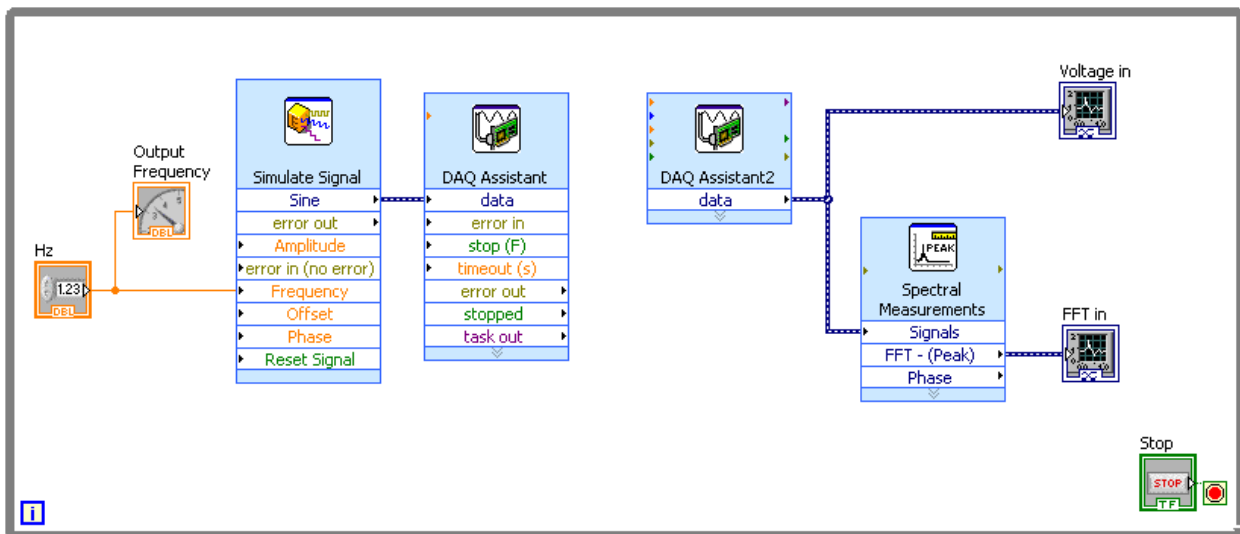 Voltage in
Output
Frequency
Hz
1.23
DBL
DBL
Simulate Signal
Sine
error out
Amplitude
error in (no error)
Frequency
Offset
Phase
Reset Signal
DAQ Assistant
data
error in
stop (F)
timeout (s)
error out
stopped
task out
DAQ Assistant2
data
PEAK
Spectral
Measurements
Signals
FFT - (Peak)
Phase
FFT in
Stop
STOP
TF
i